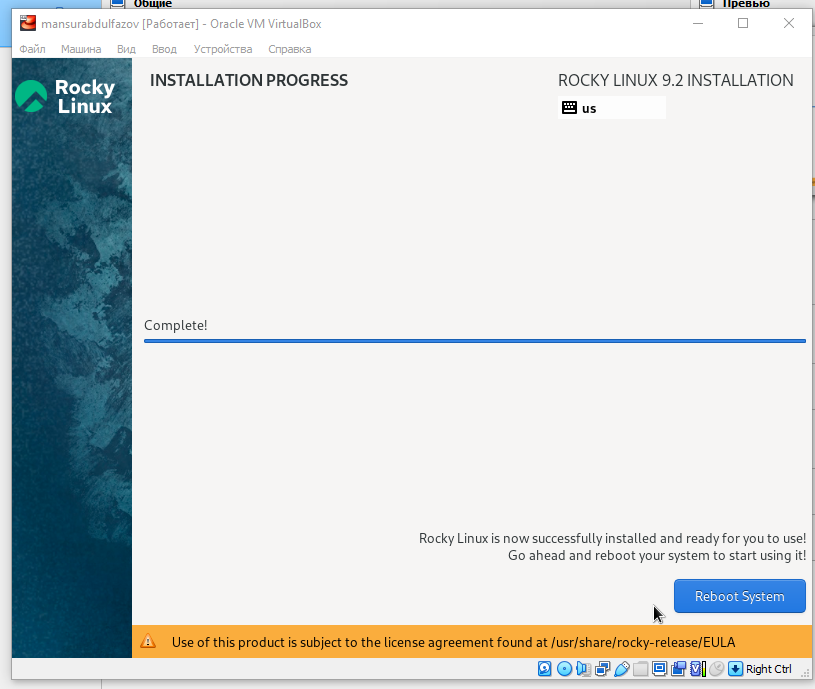 Общие
Превью
mansurabdulfazov [Работает] - Oracle VM VirtualBox
Файл Машина Вид Ввод Устройства Справка
Rocky
Linux
INSTALLATION PROGRESS
ROCKY LINUX 9.2 INSTALLATION
us
Complete!
Rocky Linux is now successfully installed and ready for you to use!
Go ahead and reboot your system to start using it!
Reboot System
Use of this product is subject to the license agreement found at /usr/share/rocky-release/EULA
Right Ctrl